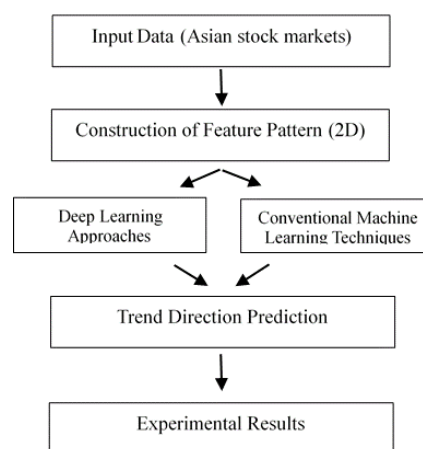 Input Data (Asian stock markets)
Construction of Feature Pattern (2D)
Deep Learning
Approaches
Conventional Machine
Learning Techniques
Trend Direction Prediction
Experimental Results